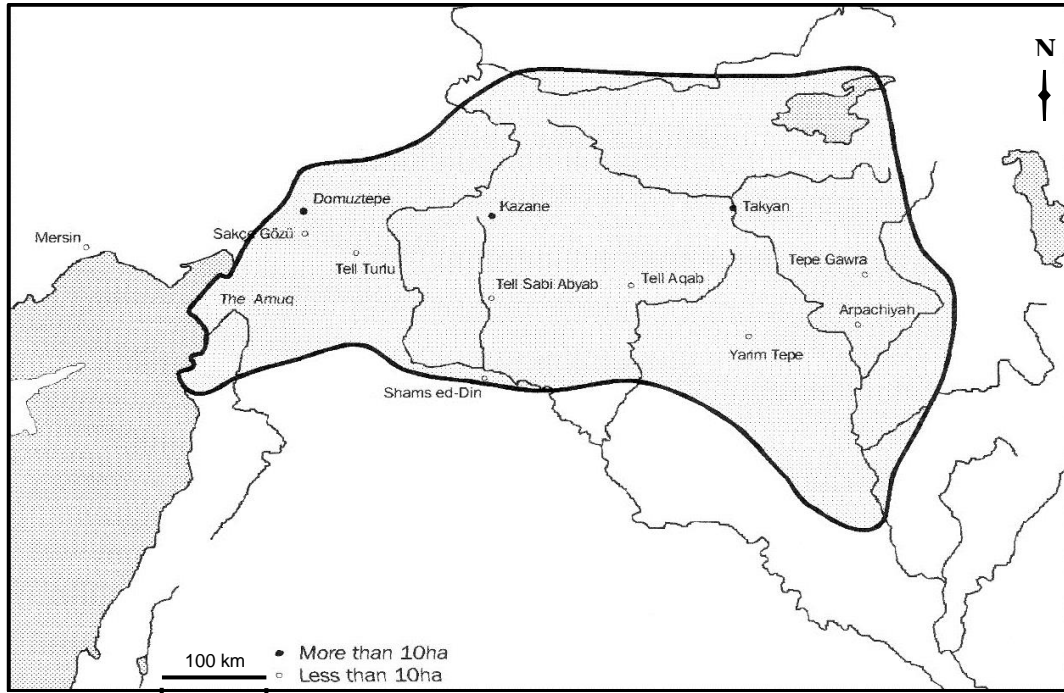 N
Domuztepe
Kazane
Takyan
Mersin
Sakçe Gözü
Tell Turlu
Tepe Gawra
Tell Sabi Abyab
Tell Aqab
The Amuq
Arpachiyah
Yarim Tepe
Shams ed-Din
100 km
More than 10ha
Less than 10ha